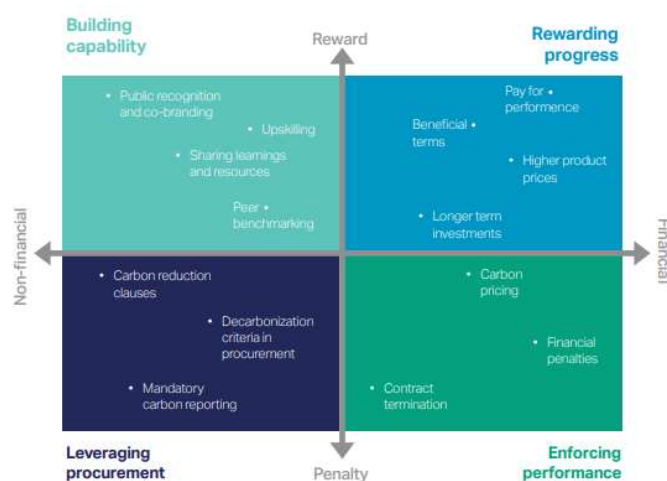 Building
capability
Reward
Rewarding
progress
• Public recognition
and co-branding
• Upskilling
• Sharing learnings
and resources
Peer •
benchmarking
Pay for •
performance
Beneficial •
terms
• Higher product
prices
• Longer term
investments
Non-financial
Financial
• Carbon reduction
clauses
• Decarbonization
criteria in
procurement
• Mandatory
carbon reporting
• Carbon
pricing
• Financial
penalties
• Contract
termination
Leveraging
procurement
Penalty
Enforcing
performance